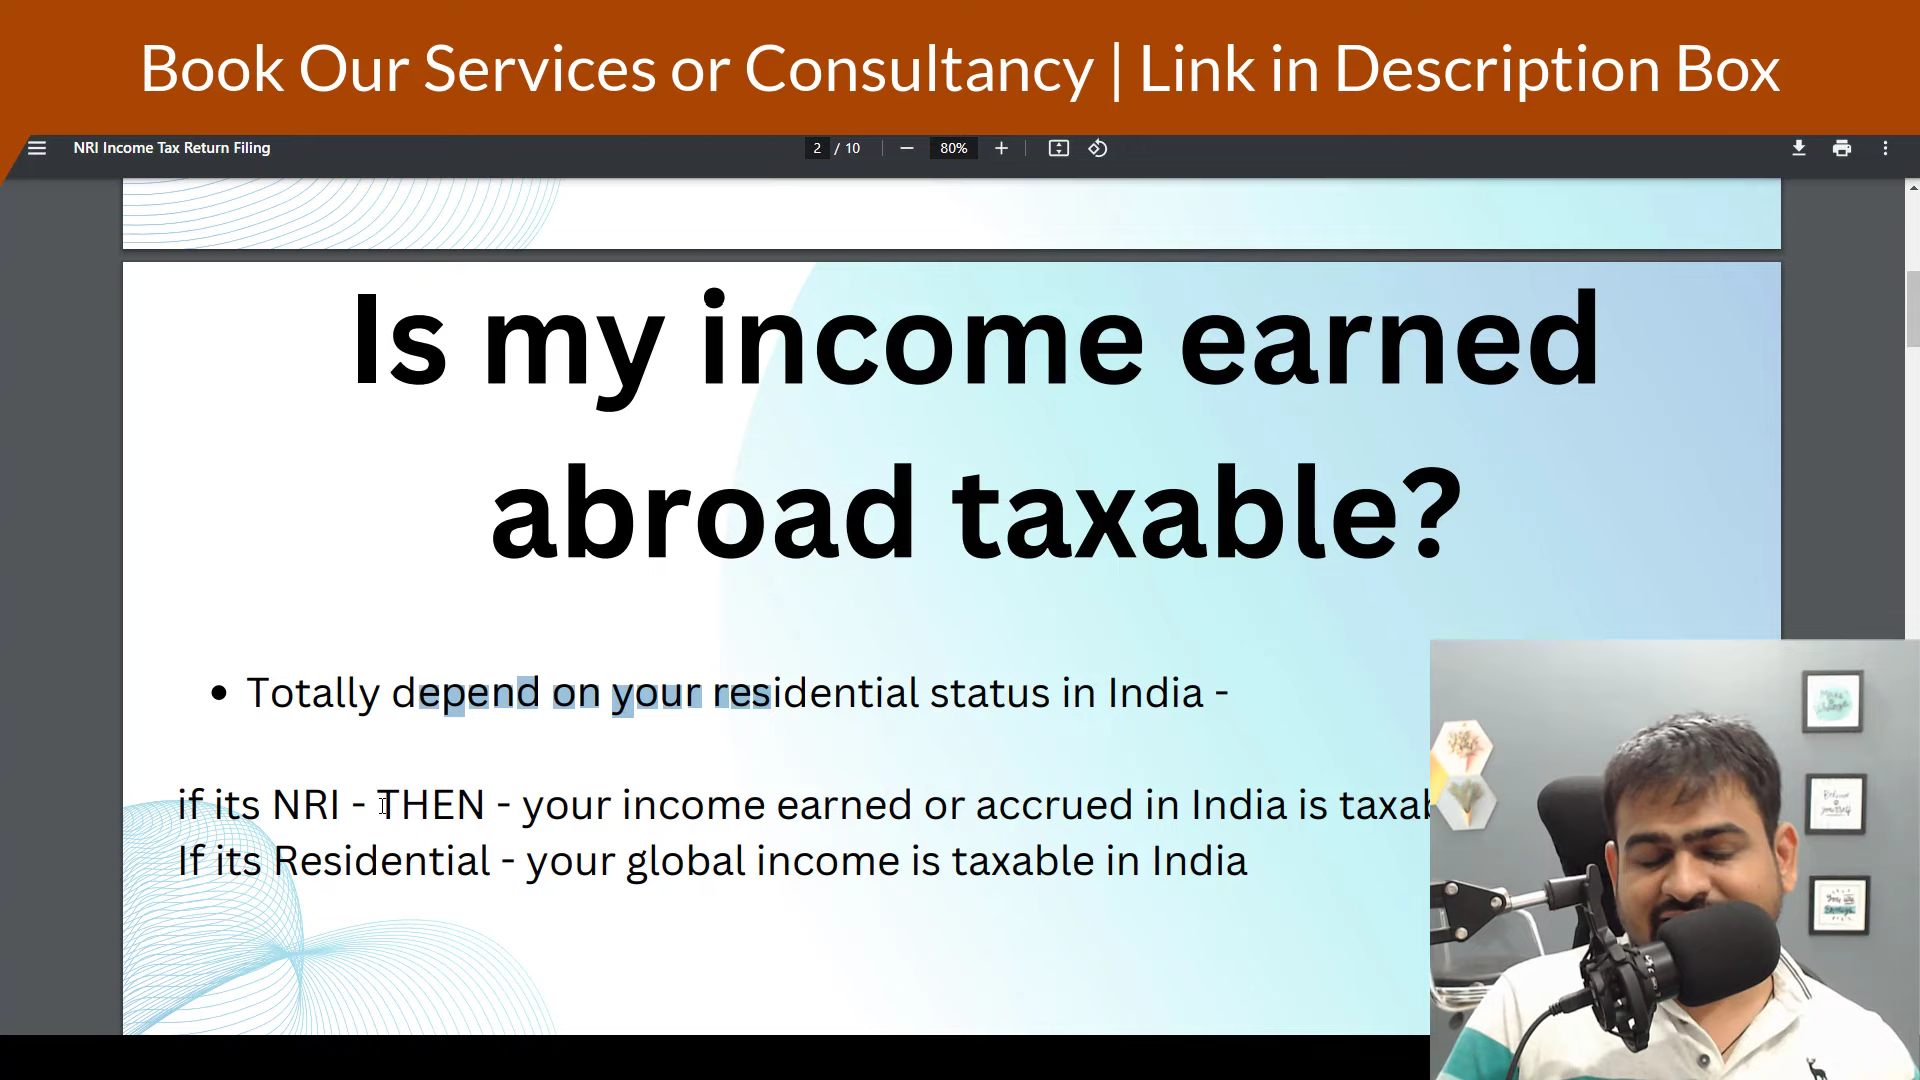 Book Our Services or Consultancy | Link in Description Box
NRI Income Tax Return Filing
2 / 10
80%
Is my income earned
abroad taxable?
• Totally depend on your residential status in India -
if its NRI - THEN - your income earned or accrued in India is
If its Residential - your global income is taxable in India